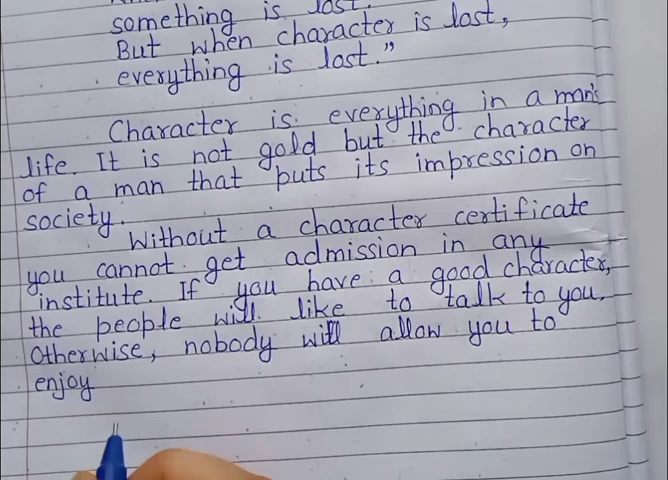 something is lost.
But when character is lost,
everything is lost."
Character is everything in a man's
life. It is not gold but the character
of a man that puts its impression on
society.
Without a character certificate
you cannot get admission in any
institute. If you have a good character,
the people will like to talk to you.
Otherwise, nobody will allow you to
enjoy